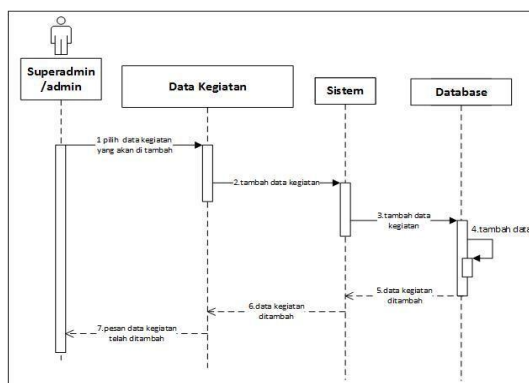 Superadmin
/admin
Data Kegiatan
Sistem
Database
1 pilih data kegiatan
yang akan di tambah
2.tambah data kegiatan
3.tambah data
kegiatan
4.tambah data
5.data kegiatan
ditambah
6.data kegiatan
ditambah
7.pesan data kegiatan
telah ditambah